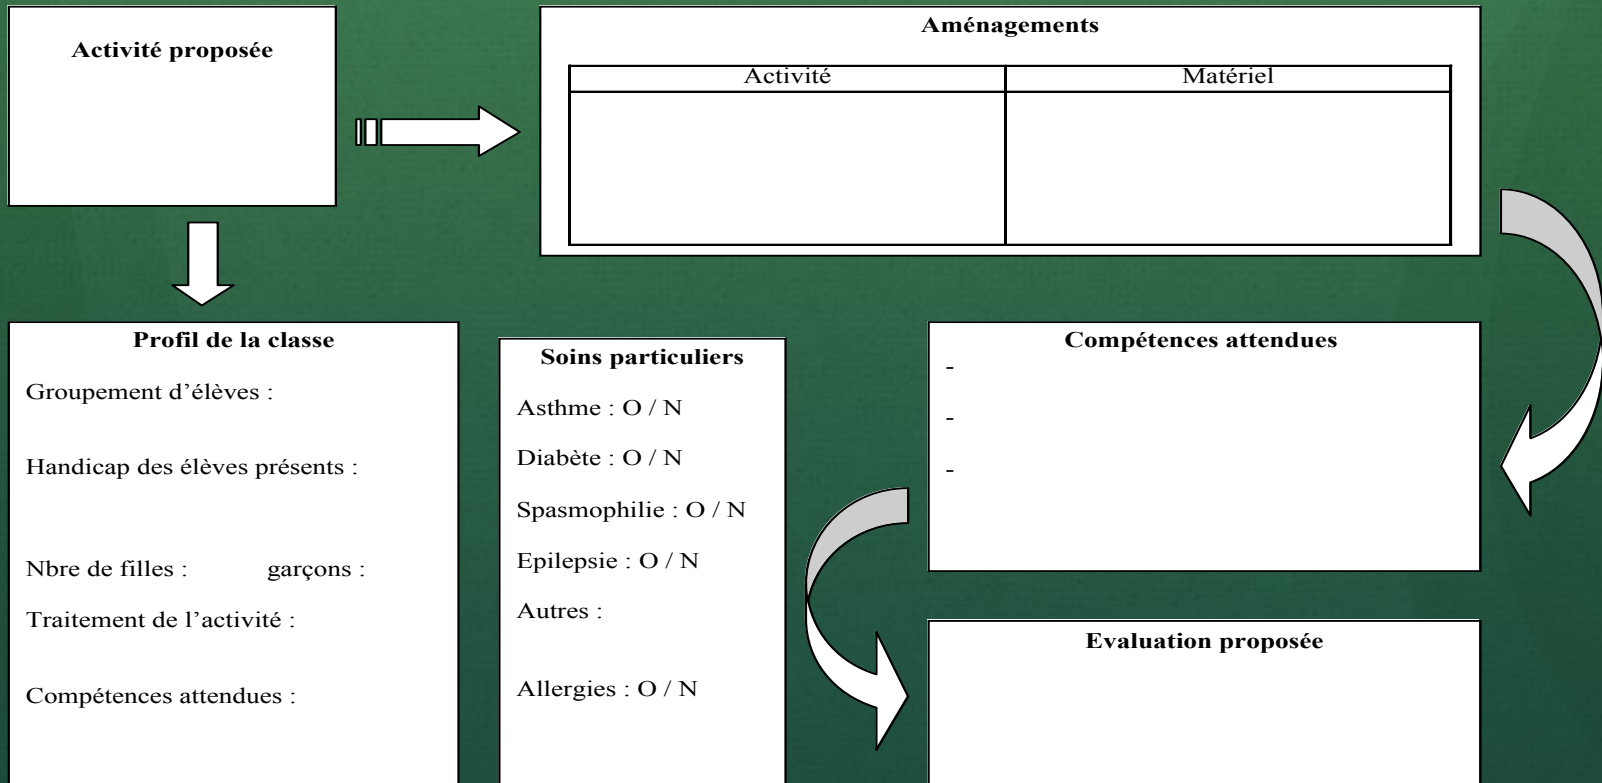 Activité proposée
Aménagements
Activité
Matériel
Profil de la classe
Groupement d’élèves :
Handicap des élèves présents :
Nbre de filles : garçons :
Traitement de l’activité :
Compétences attendues :
Soins particuliers
Asthme : O / N
Diabète : O / N
Spasmophilie : O / N
Epilepsie : O / N
Autres :
Allergies : O / N
Compétences attendues
-
-
-
Evaluation proposée